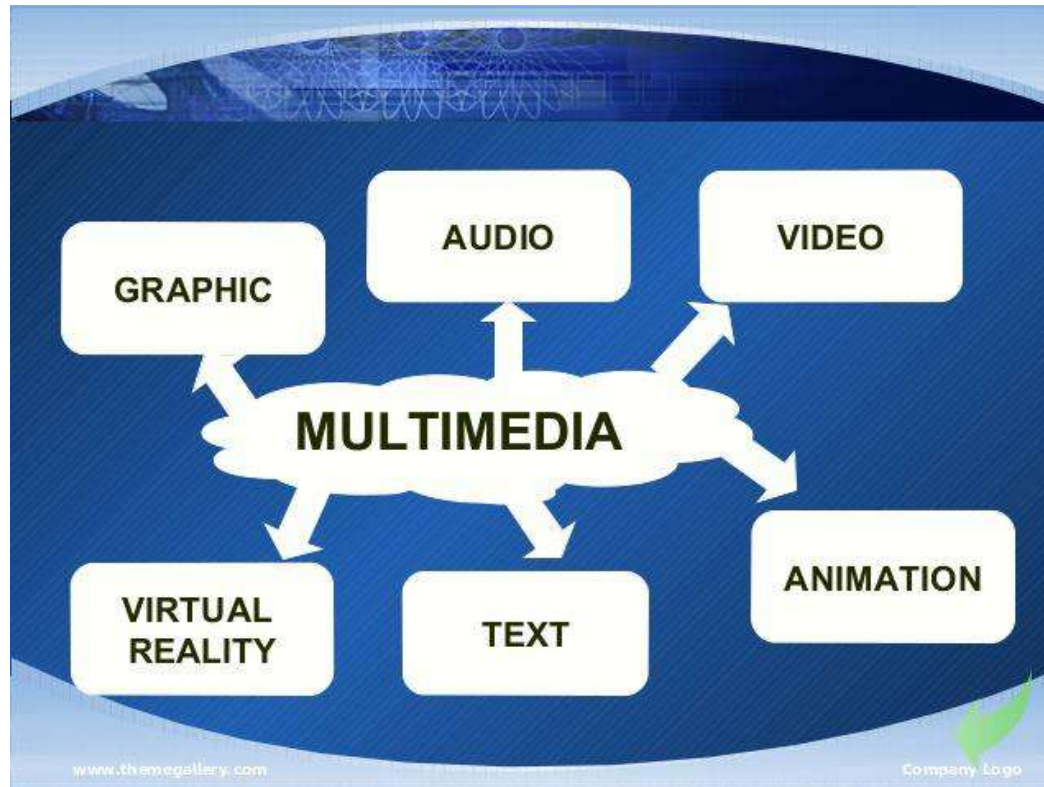 AUDIO
VIDEO
GRAPHIC
MULTIMEDIA
ANIMATION
VIRTUAL
REALITY
TEXT
www.themegallery.com
Company Logo